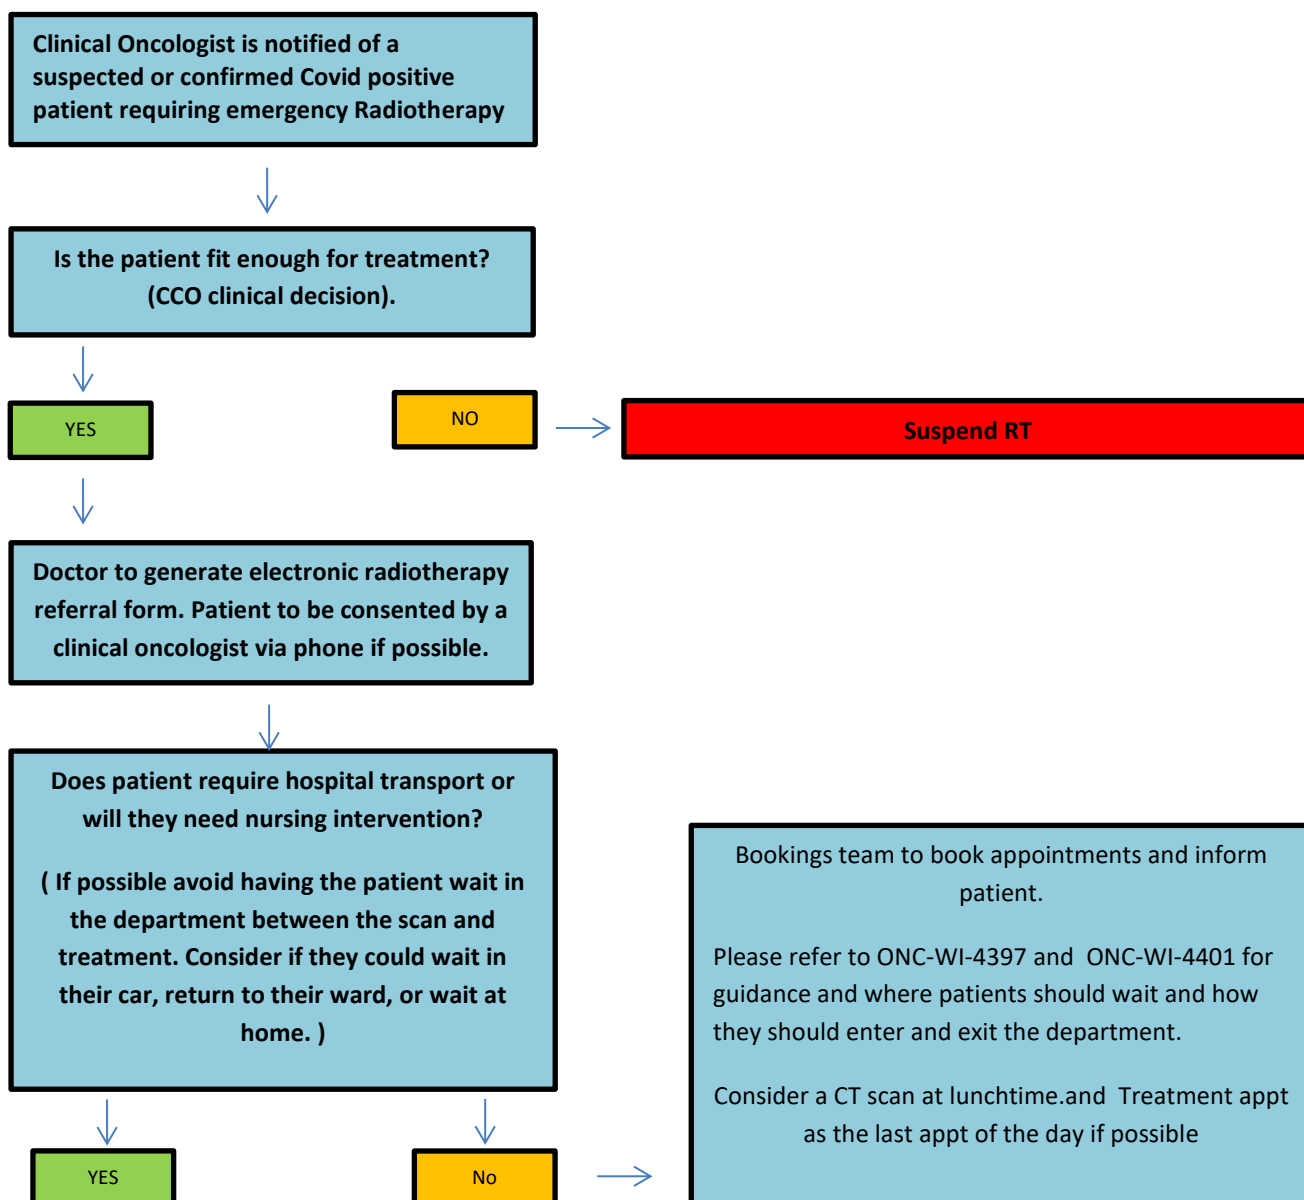 Clinical Oncologist is notified of a
suspected or confirmed Covid positive
patient requiring emergency Radiotherapy
Is the patient fit enough for treatment?
(CCO clinical decision).
YES
NO
Suspend RT
Doctor to generate electronic radiotherapy
referral form. Patient to be consented by a
clinical oncologist via phone if possible.
Does patient require hospital transport or
will they need nursing intervention?
( If possible avoid having the patient wait in
the department between the scan and
treatment. Consider if they could wait in
their car, return to their ward, or wait at
home. )
Bookings team to book appointments and inform
patient.
Please refer to ONC-WI-4397 and  ONC-WI-4401 for
guidance and where patients should wait and how
they should enter and exit the department.
Consider a CT scan at lunchtime.and  Treatment appt
as the last appt of the day if possible
YES
No